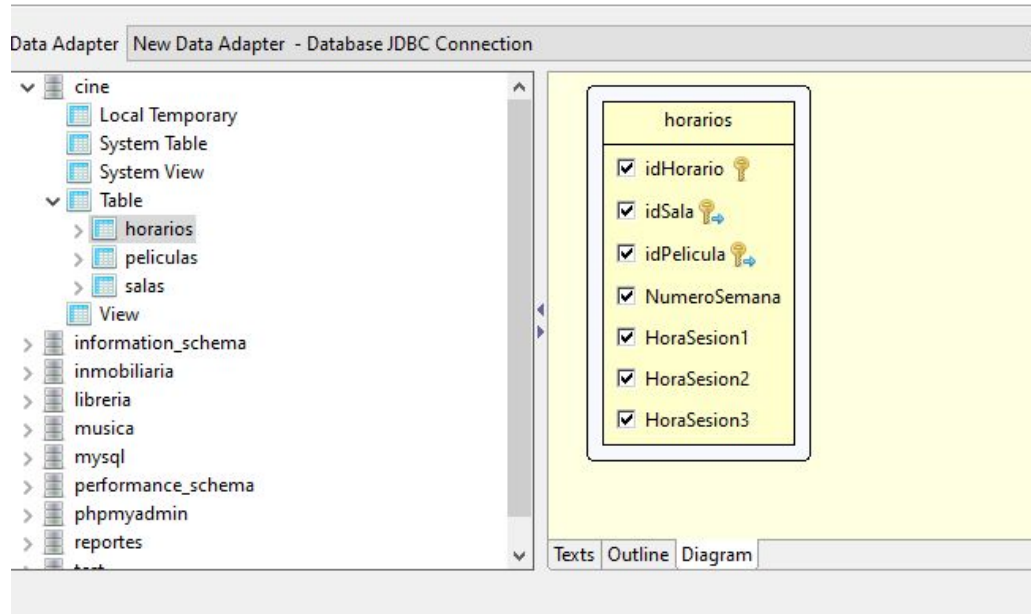 Data Adapter New Data Adapter - Database JDBC Connection
cine
Local Temporary
System Table
System View
Table
horarios
peliculas
salas
View
information_schema
inmobiliaria
libreria
musica
mysql
performance_schema
phpmyadmin
reportes
horarios
idHorario
idSala
idPelicula
NumeroSemana
HoraSesion1
HoraSesion2
HoraSesion3
Texts Outline Diagram